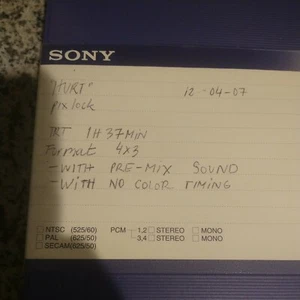 SONY
"HURT" 12-04-07
pix lock
TRT 1H37MIN
Format 4x3
-WITH PRE-MIX SOUND
-WITH NO COLOR TIMING
NTSC (525/60) PCM 1,2 STEREO MONO
PAL (625/50) 3,4 STEREO MONO
SECAM(625/50)